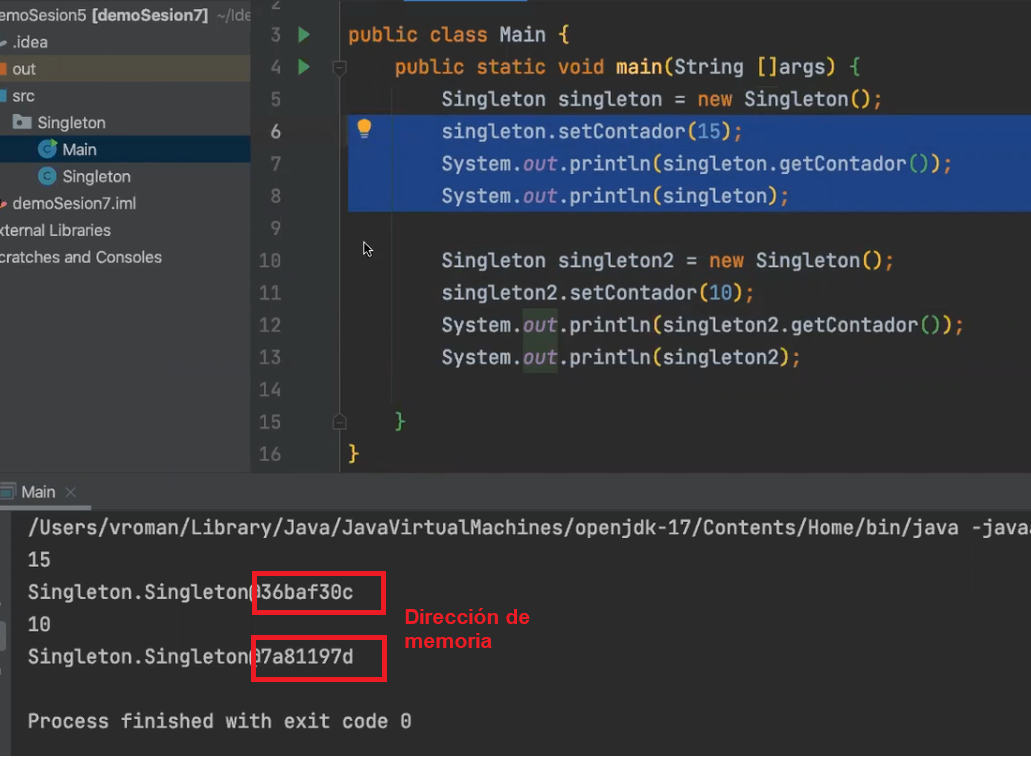 emoSesion5 [demoSesion7] ~/Ide
.idea
out
src
Singleton
Main
Singleton
demoSesion7.iml
xternal Libraries
cratches and Consoles
2
3 public class Main {
4 public static void main(String []args) {
5 Singleton singleton = new Singleton();
6 singleton.setContador(15);
7 System.out.println(singleton.getContador());
8 System.out.println(singleton);
9
10 Singleton singleton2 = new Singleton();
11 singleton2.setContador(10);
12 System.out.println(singleton2.getContador());
13 System.out.println(singleton2);
14
15 }
16 }
Main ×
/Users/vroman/Library/Java/JavaVirtualMachines/openjdk-17/Contents/Home/bin/java -java
15
Singleton.Singleton@36baf30c
Dirección de
memoria
10
Singleton.Singleton@7a81197d
Process finished with exit code 0